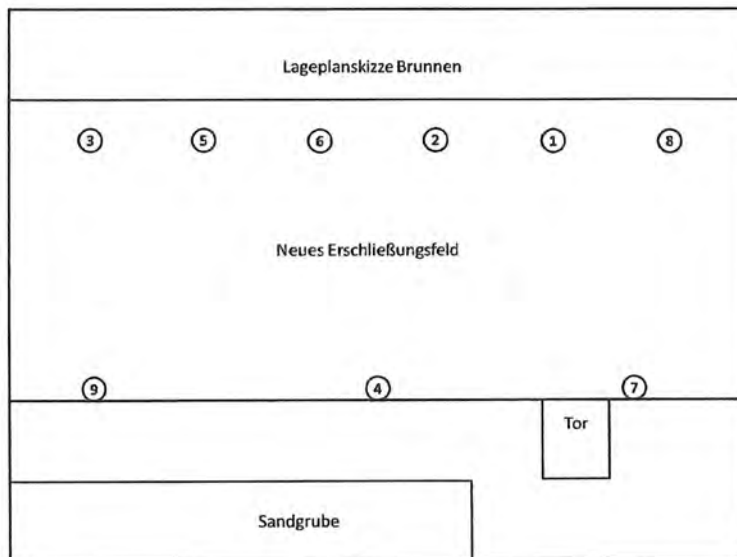 Lageplanskizze Brunnen
3 5 6 2 1 8
Neues Erschließungsfeld
9 4 7
Tor
Sandgrube